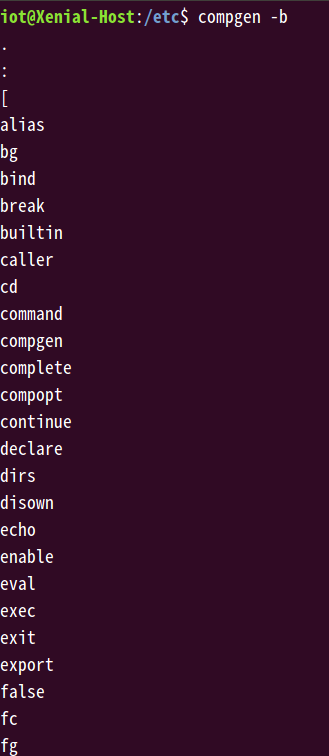 iot@Xenial-Host:/etc$ compgen -b
.
:
[
alias
bg
bind
break
builtin
caller
cd
command
compgen
complete
compopt
continue
declare
dirs
disown
echo
enable
eval
exec
exit
export
false
fc
fg